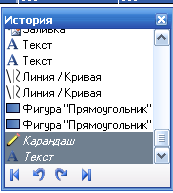 История
Заливка
Текст
Текст
Линия / Кривая
Линия / Кривая
Фигура "Прямоугольник"
Фигура "Прямоугольник"
Карандаш
Текст